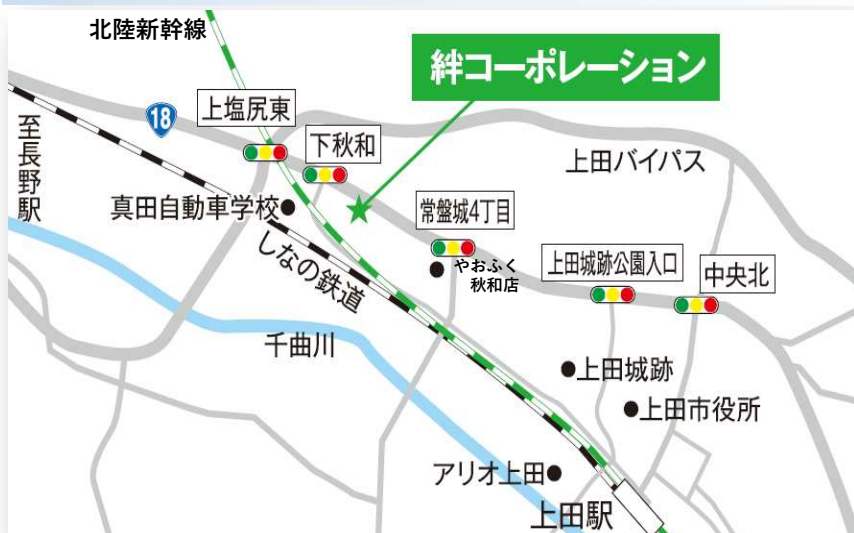 北陸新幹線
絆コーポレーション
18
上塩尻東
下秋和
上田バイパス
至長野駅
真田自動車学校
常盤城4丁目
しなの鉄道
やおふく
秋和店
上田城跡公園入口
中央北
千曲川
上田城跡
上田市役所
アリオ上田
上田駅